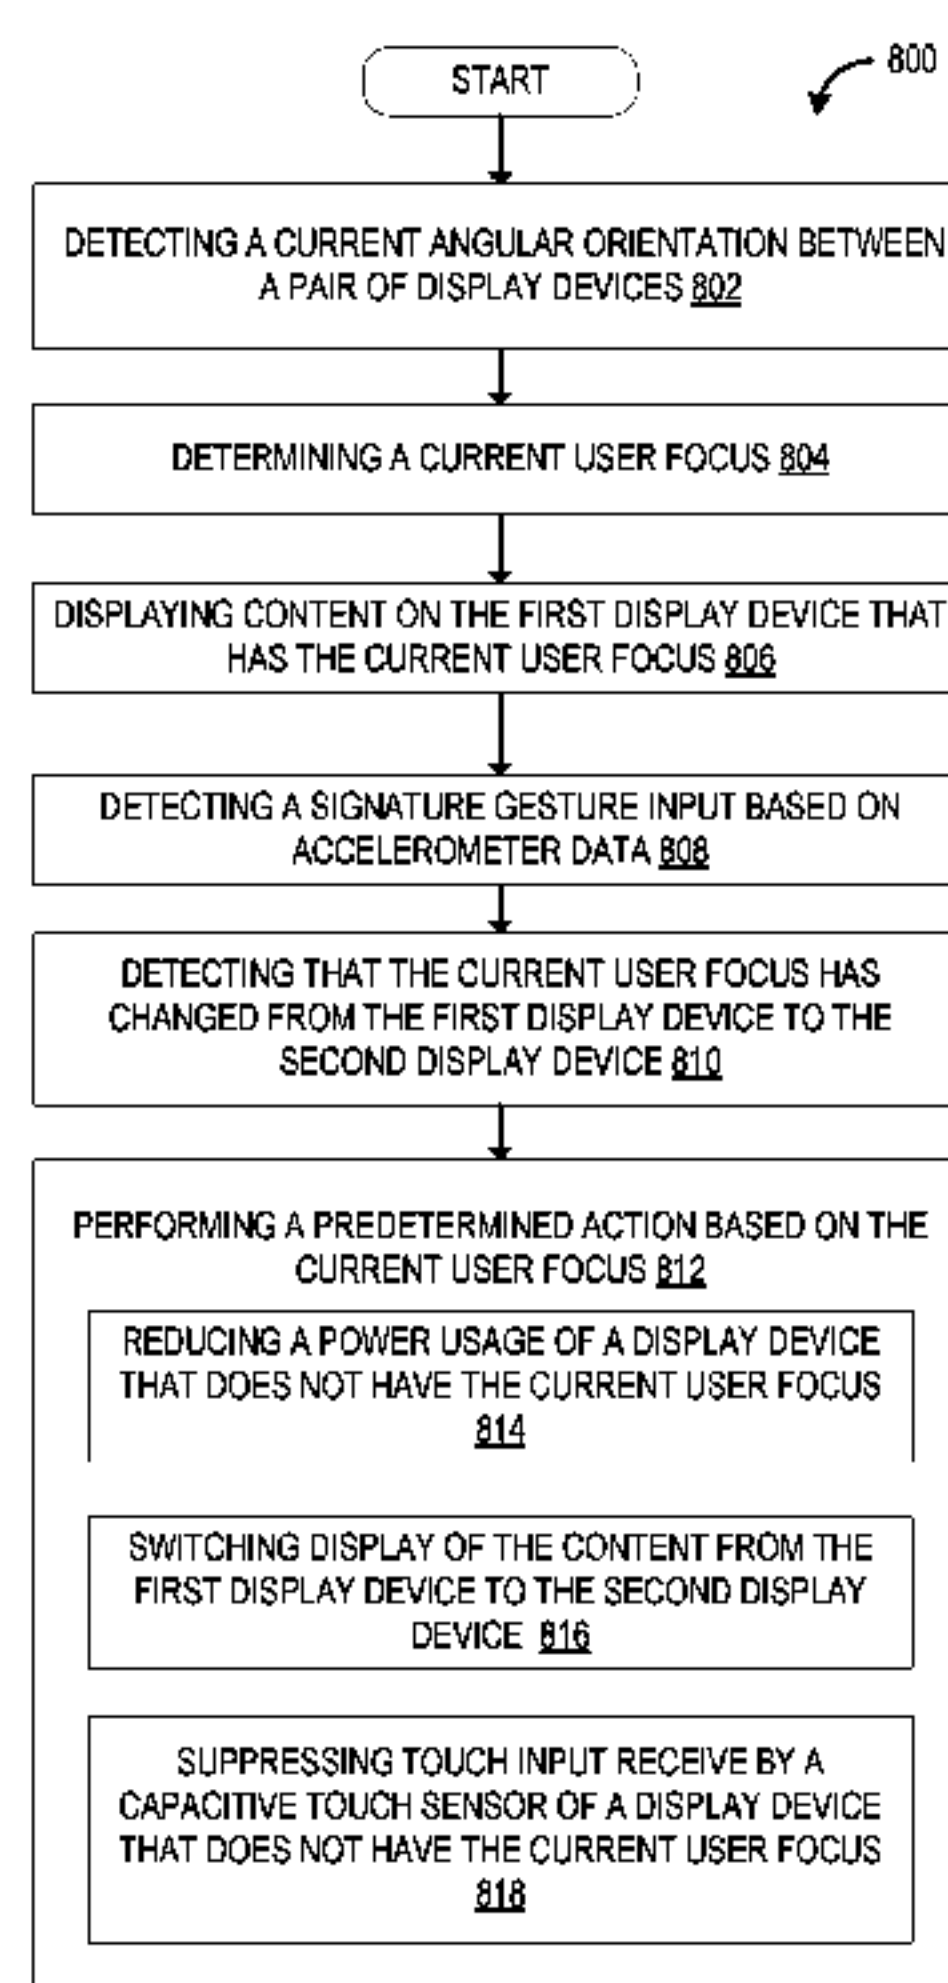 START
800
DETECTING A CURRENT ANGULAR ORIENTATION BETWEEN
A PAIR OF DISPLAY DEVICES 802
DETERMINING A CURRENT USER FOCUS 804
DISPLAYING CONTENT ON THE FIRST DISPLAY DEVICE THAT
HAS THE CURRENT USER FOCUS 806
DETECTING A SIGNATURE GESTURE INPUT BASED ON
ACCELEROMETER DATA 808
DETECTING THAT THE CURRENT USER FOCUS HAS
CHANGED FROM THE FIRST DISPLAY DEVICE TO THE
SECOND DISPLAY DEVICE 810
PERFORMING A PREDETERMINED ACTION BASED ON THE
CURRENT USER FOCUS 812
REDUCING A POWER USAGE OF A DISPLAY DEVICE
THAT DOES NOT HAVE THE CURRENT USER FOCUS
814
SWITCHING DISPLAY OF THE CONTENT FROM THE
FIRST DISPLAY DEVICE TO THE SECOND DISPLAY
DEVICE 816
SUPPRESSING TOUCH INPUT RECEIVE BY A
CAPACITIVE TOUCH SENSOR OF A DISPLAY DEVICE
THAT DOES NOT HAVE THE CURRENT USER FOCUS
818